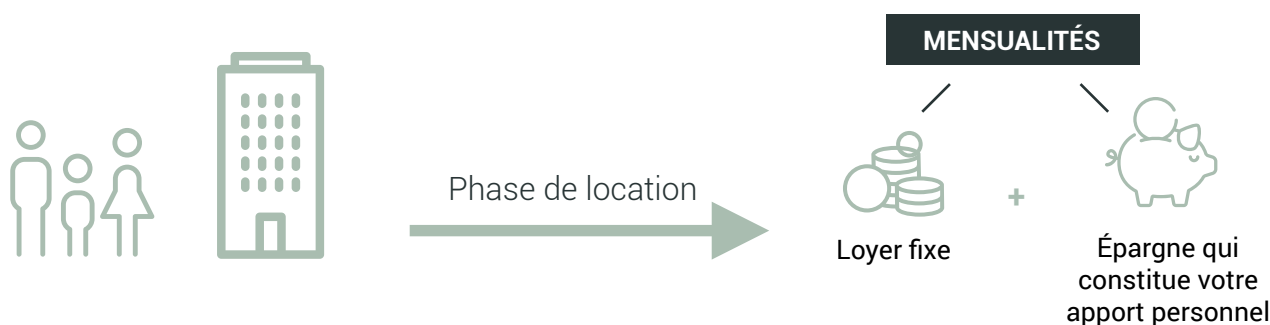 MENSUALITÉS
Phase de location
+
Loyer fixe
Épargne qui
constitue votre
apport personnel